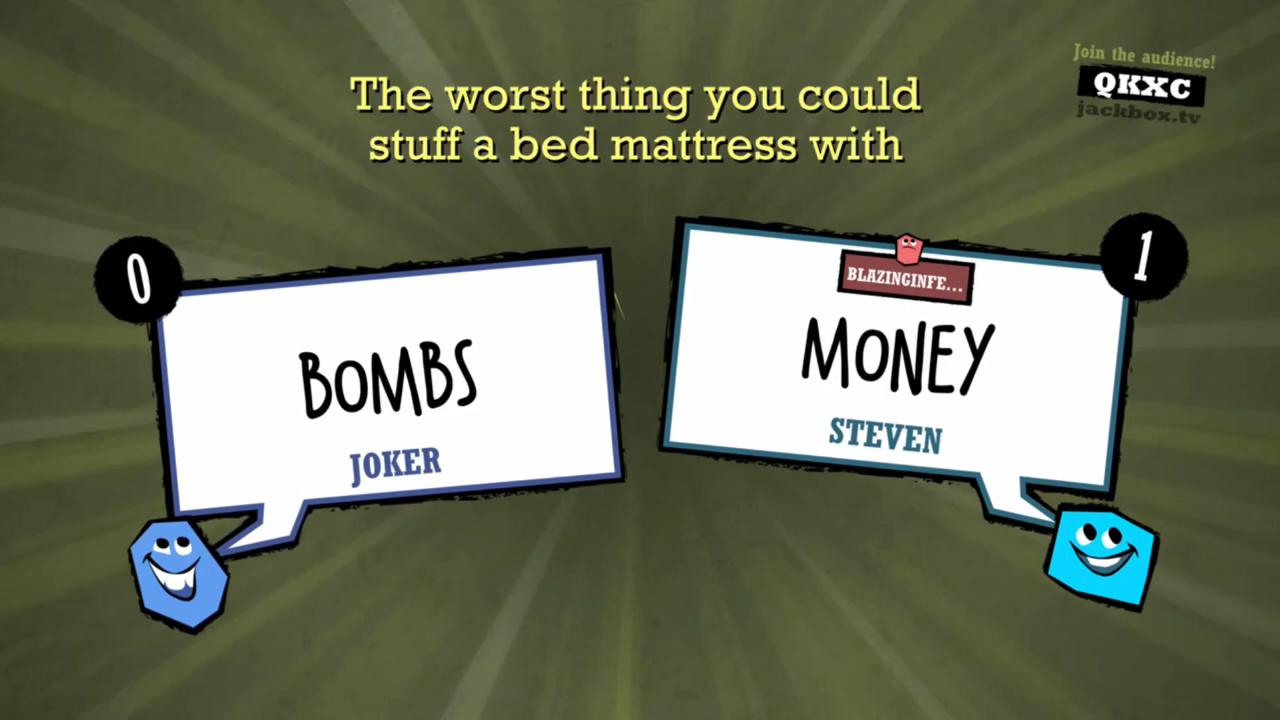 Join the audience!
QKXC
jackbox.tv
The worst thing you could
stuff a bed mattress with
0
BOMBS
JOKER
1
BLAZINGINFE...
MONEY
STEVEN